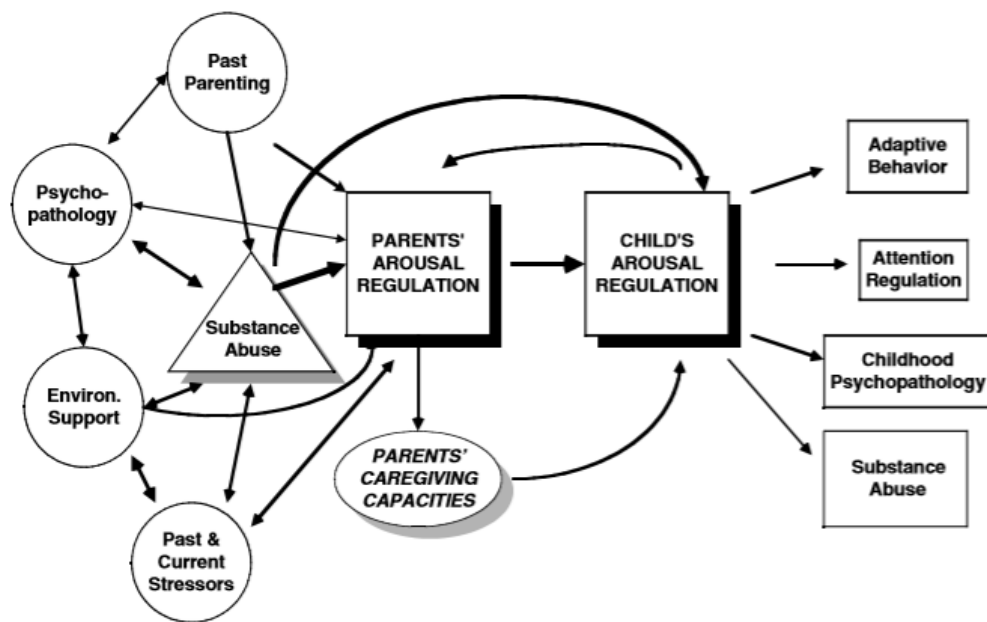 Past
Parenting
Psycho-
pathology
Substance
Abuse
Environ.
Support
Past &
Current
Stressors
PARENTS'
AROUSAL
REGULATION
PARENTS'
CAREGIVING
CAPACITIES
CHILD'S
AROUSAL
REGULATION
Adaptive
Behavior
Attention
Regulation
Childhood
Psychopathology
Substance
Abuse